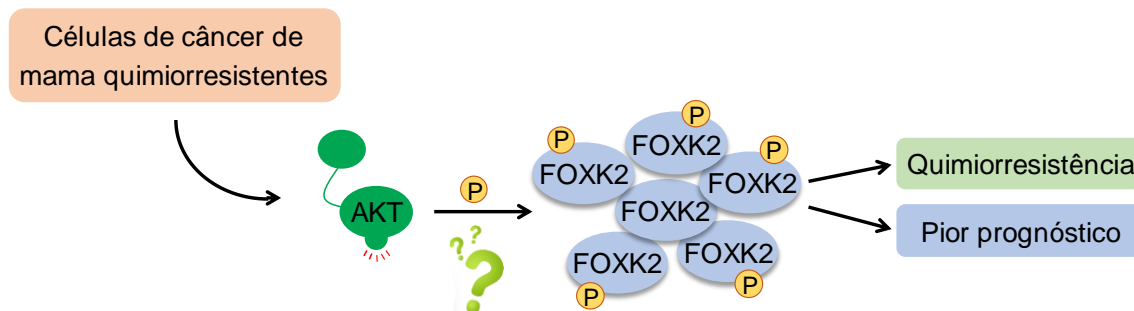 Células de câncer de
mama quimiorresistentes
AKT
P
??
?
P
FOXK2
P
FOXK2
P
FOXK2
FOXK2
FOXK2
P
FOXK2
P
Quimiorresistência
Pior prognóstico